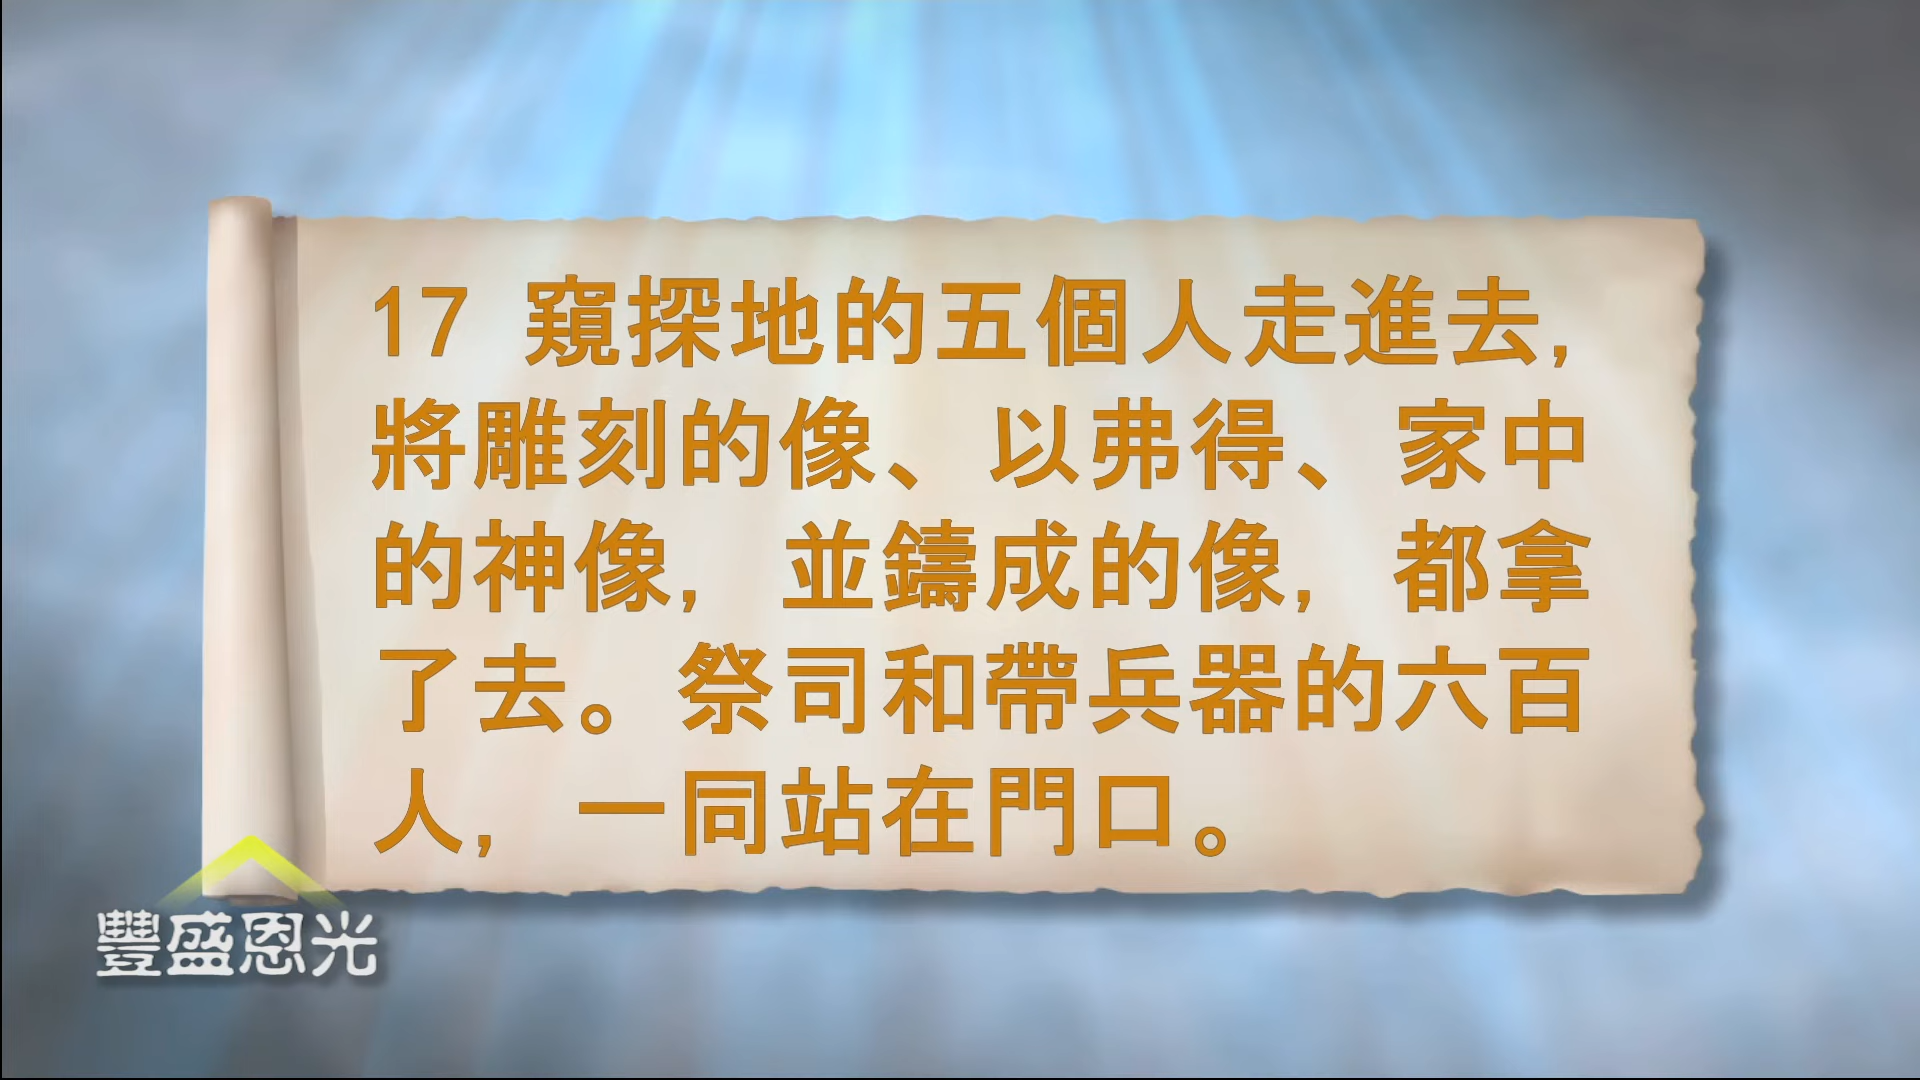 17 窺探地的五個人走進去,
將雕刻的像、以弗得、家中
的神像, 並鑄成的像, 都拿
了去。祭司和帶兵器的六百
人, 一同站在門口。
豐盛恩光